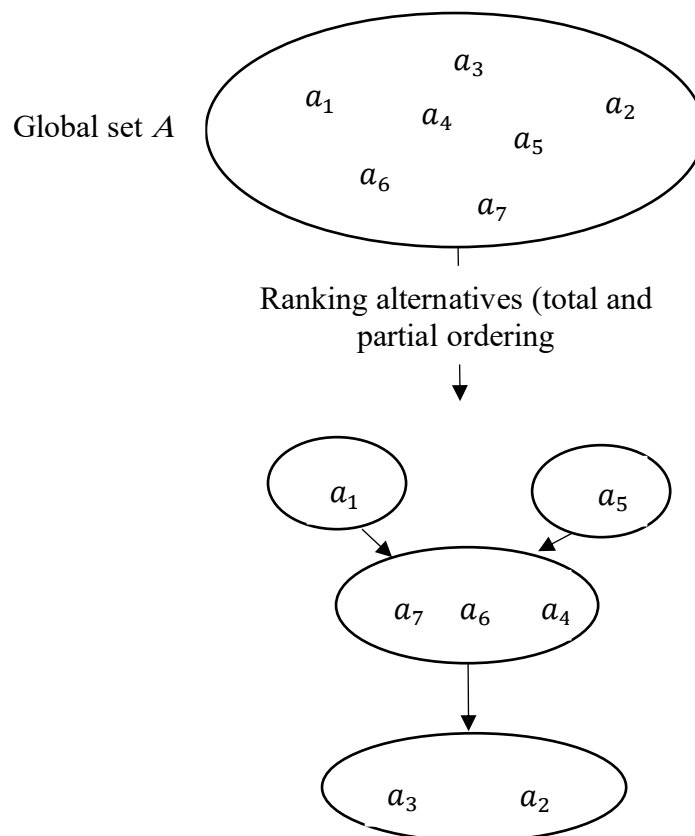 a₃
a₁ a₄ a₂
Global set A
a₅
a₆
a₇
Ranking alternatives (total and
partial ordering
a₁ a₅
a₇ a₆ a₄
a₃ a₂